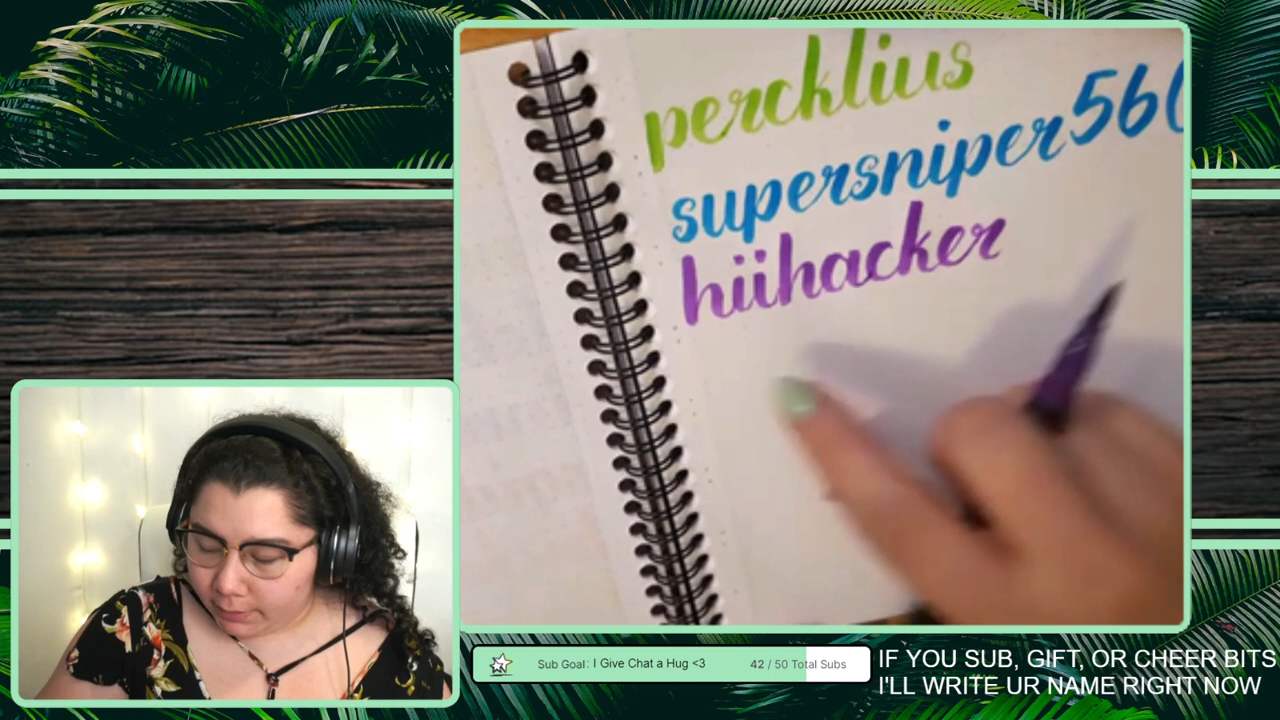 percklius
supersniper56
hiihacker
Sub Goal: I Give Chat a Hug <3 42 / 50 Total Subs
IF YOU SUB, GIFT, OR CHEER BITS
I'LL WRITE UR NAME RIGHT NOW